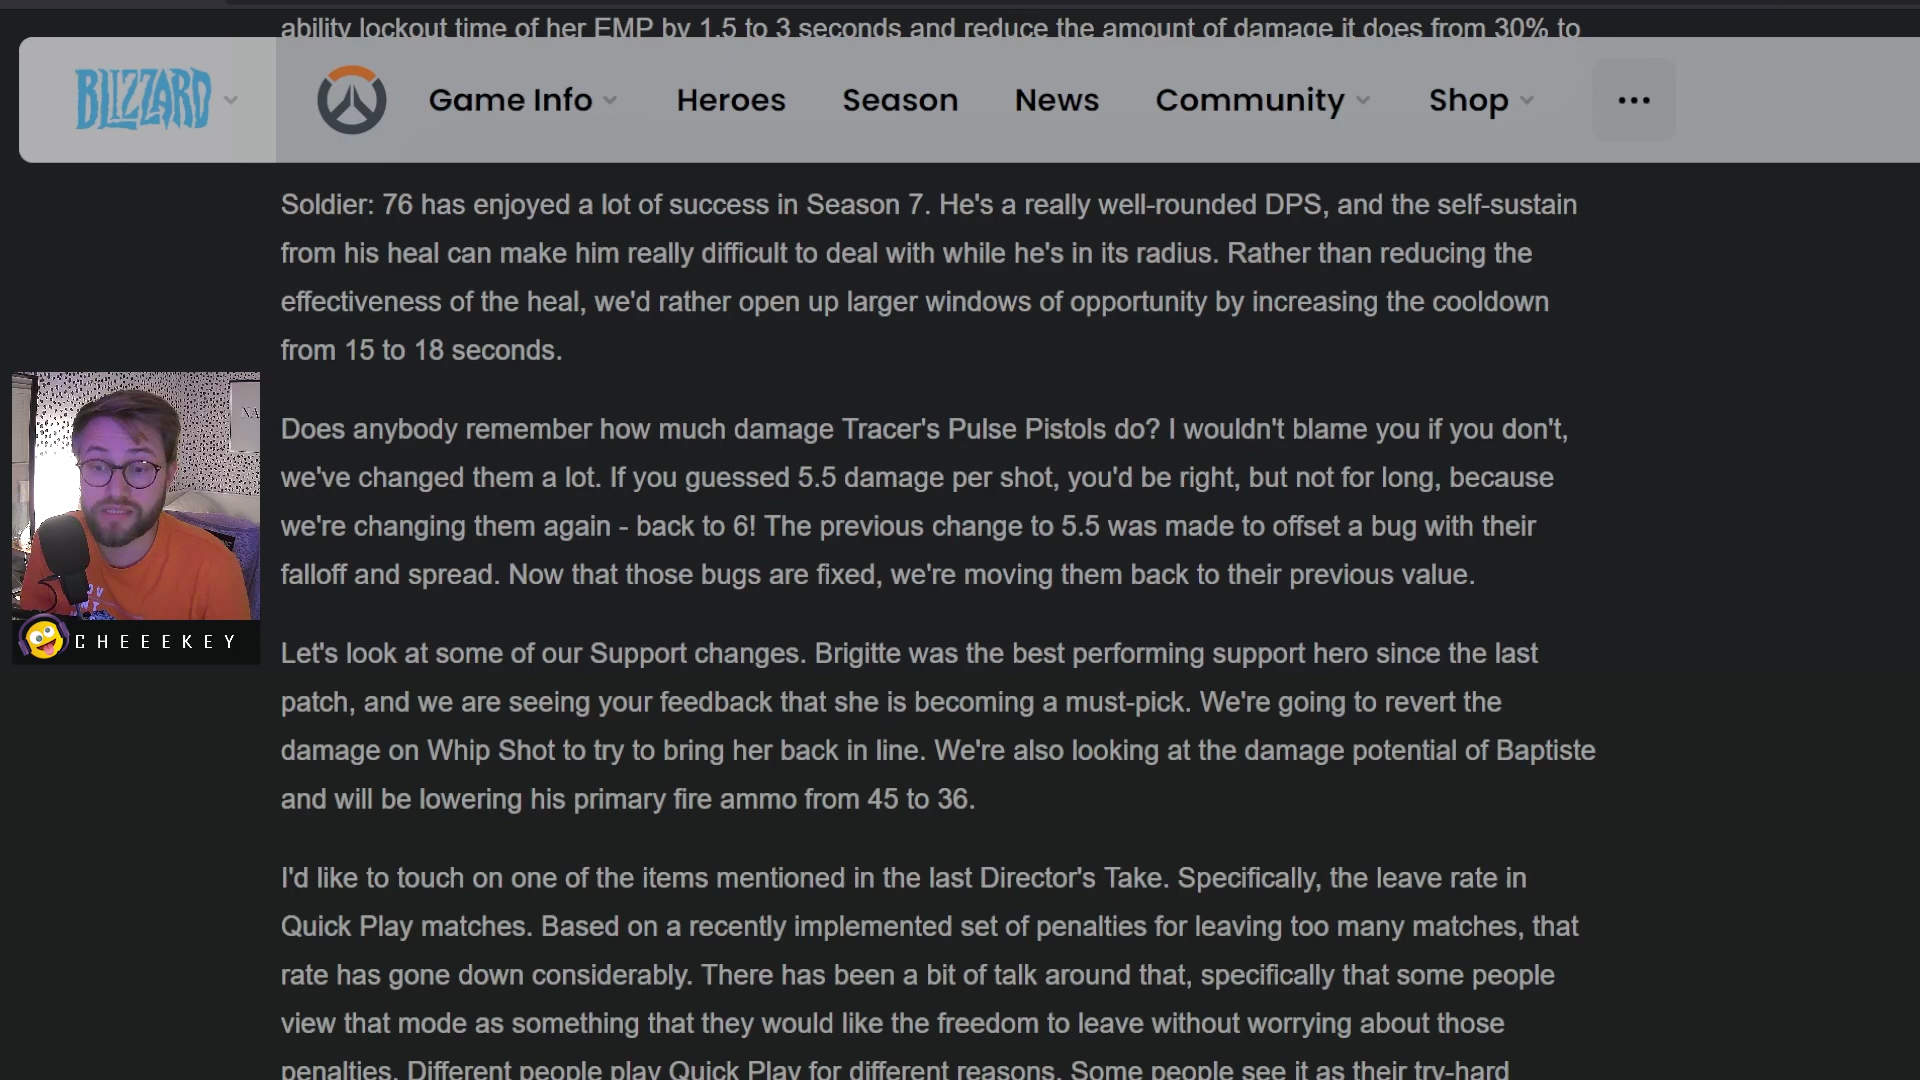 ability lockout time of her EMP by 1.5 to 3 seconds and reduce the amount of damage it does from 30% to
BLIZZARD
Game Info
Heroes
Season
News
Community
Shop
Soldier: 76 has enjoyed a lot of success in Season 7. He's a really well-rounded DPS, and the self-sustain
from his heal can make him really difficult to deal with while he's in its radius. Rather than reducing the
effectiveness of the heal, we'd rather open up larger windows of opportunity by increasing the cooldown
from 15 to 18 seconds.
Does anybody remember how much damage Tracer's Pulse Pistols do? I wouldn't blame you if you don't,
we've changed them a lot. If you guessed 5.5 damage per shot, you'd be right, but not for long, because
we're changing them again - back to 6! The previous change to 5.5 was made to offset a bug with their
falloff and spread. Now that those bugs are fixed, we're moving them back to their previous value.
CHEEEKEY
Let's look at some of our Support changes. Brigitte was the best performing support hero since the last
patch, and we are seeing your feedback that she is becoming a must-pick. We're going to revert the
damage on Whip Shot to try to bring her back in line. We're also looking at the damage potential of Baptiste
and will be lowering his primary fire ammo from 45 to 36.
I'd like to touch on one of the items mentioned in the last Director's Take. Specifically, the leave rate in
Quick Play matches. Based on a recently implemented set of penalties for leaving too many matches, that
rate has gone down considerably. There has been a bit of talk around that, specifically that some people
view that mode as something that they would like the freedom to leave without worrying about those
penalties. Different people play Quick Play for different reasons. Some people see it as their try-hard